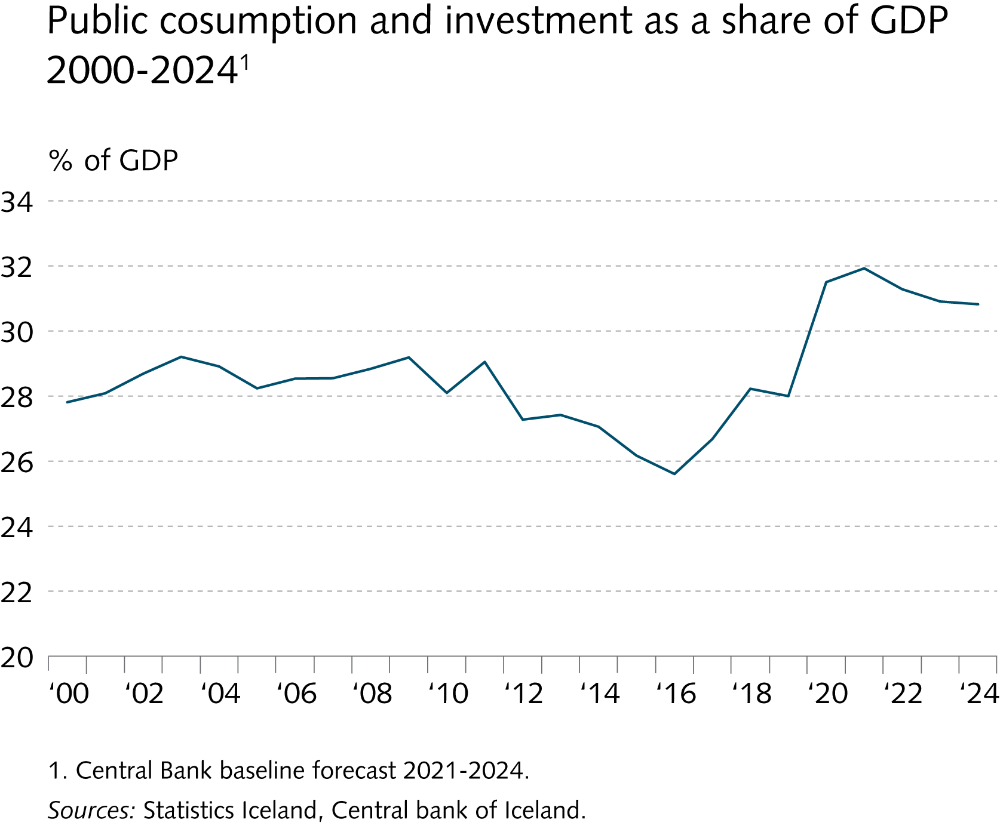 Public cosumption and investment as a share of GDP
2000-2024¹
% of GDP
34
32
30
28
26
24
22
20
‘00 ‘02 ‘04 ‘06 ‘08 ‘10 ‘12 ‘14 ‘16 ‘18 ‘20 ‘22 ‘24
1. Central Bank baseline forecast 2021-2024.
Sources: Statistics Iceland, Central bank of Iceland.